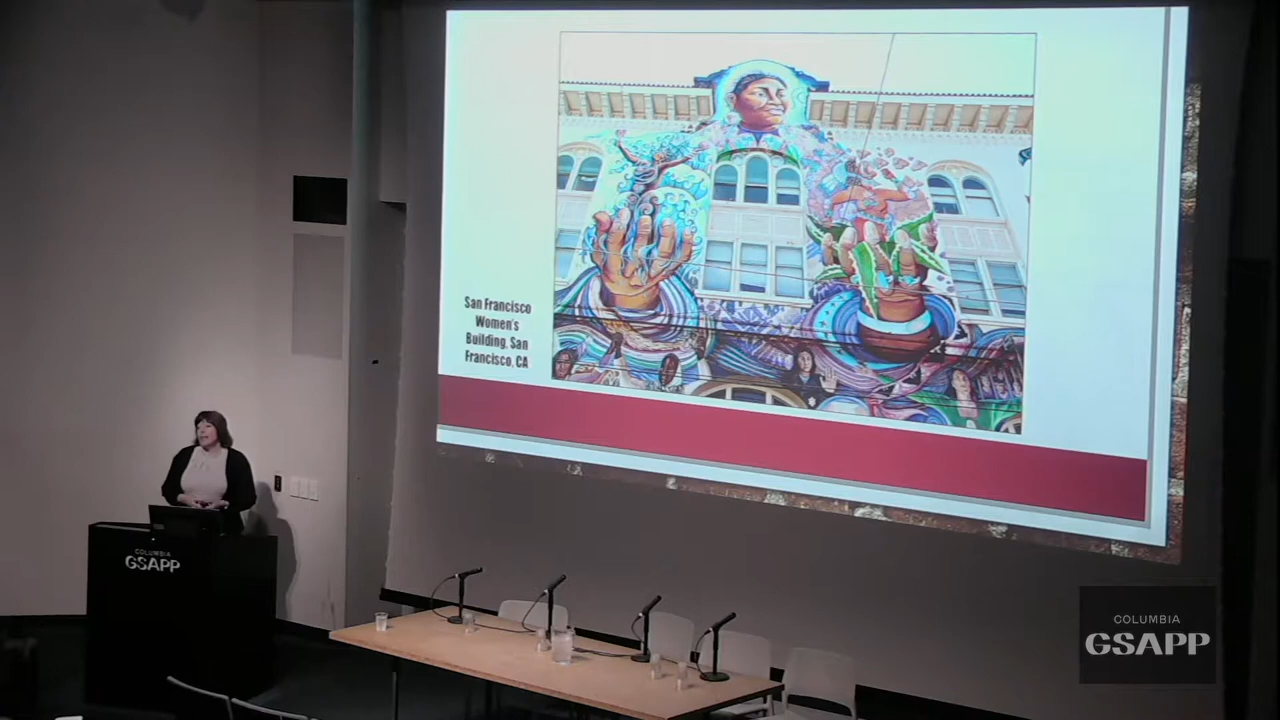 San Francisco
Women's
Building, San
Francisco, CA
COLUMBIA
GSAPP
COLUMBIA
GSAPP